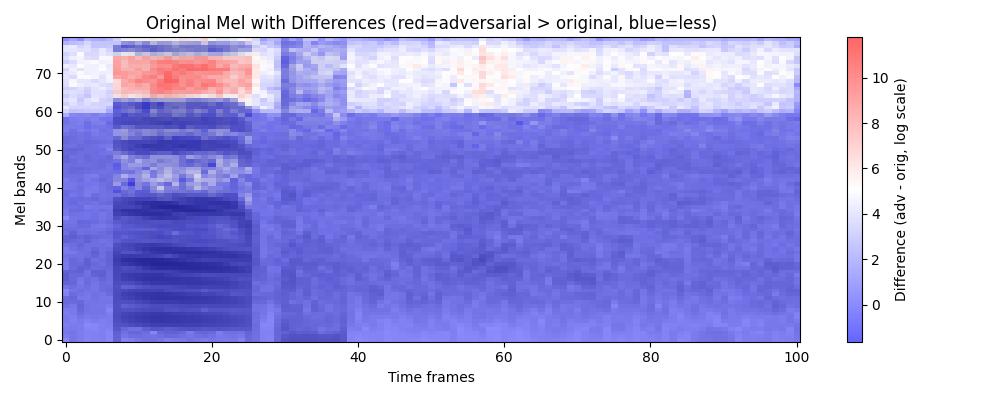 Original Mel with Differences (red=adversarial > original, blue=less)
Mel bands
70
60
50
40
30
20
10
0
0 20 40 60 80 100
Time frames
10
8
6
4
2
0
Difference (adv - orig, log scale)